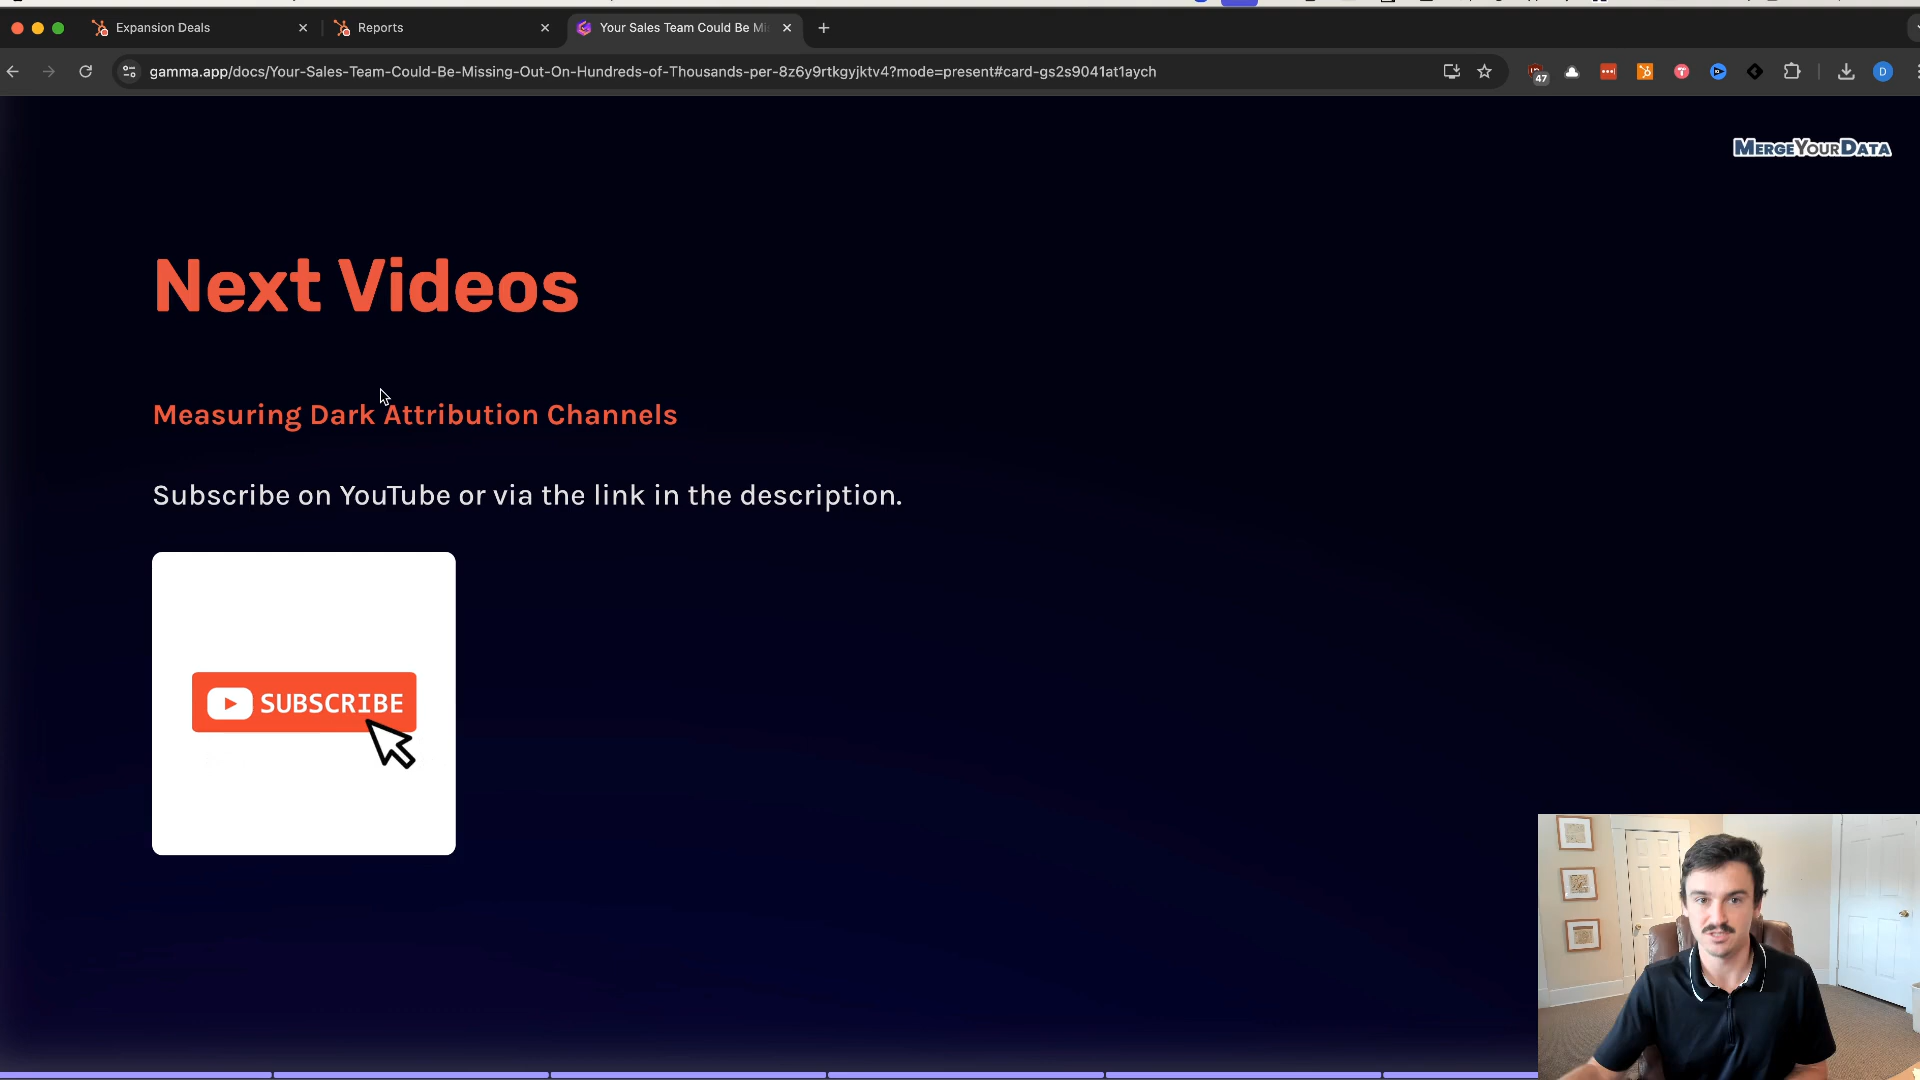 Expansion Deals
Reports
Your Sales Team Could Be Mi
gamma.app/docs/Your-Sales-Team-Could-Be-Missing-Out-On-Hundreds-of-Thousands-per-8z6y9rtkgyjktv4?mode=present#card-gs2s9041at1aych
47
D
MERGEYOURDATA
Next Videos
Measuring Dark Attribution Channels
Subscribe on YouTube or via the link in the description.
SUBSCRIBE